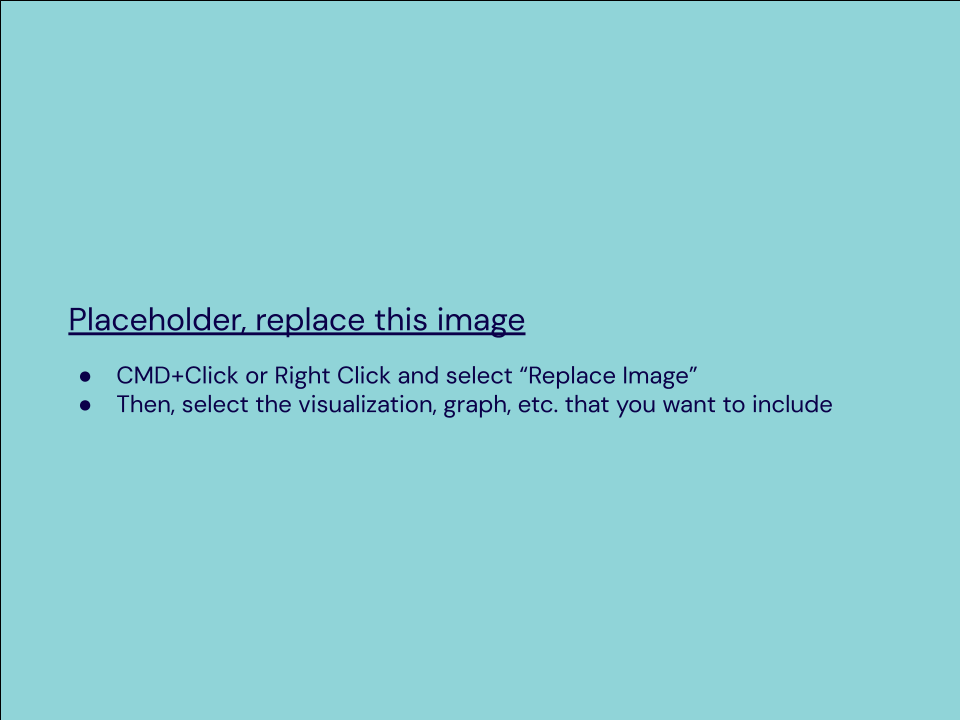 Placeholder, replace this image
● CMD+Click or Right Click and select “Replace Image”
● Then, select the visualization, graph, etc. that you want to include